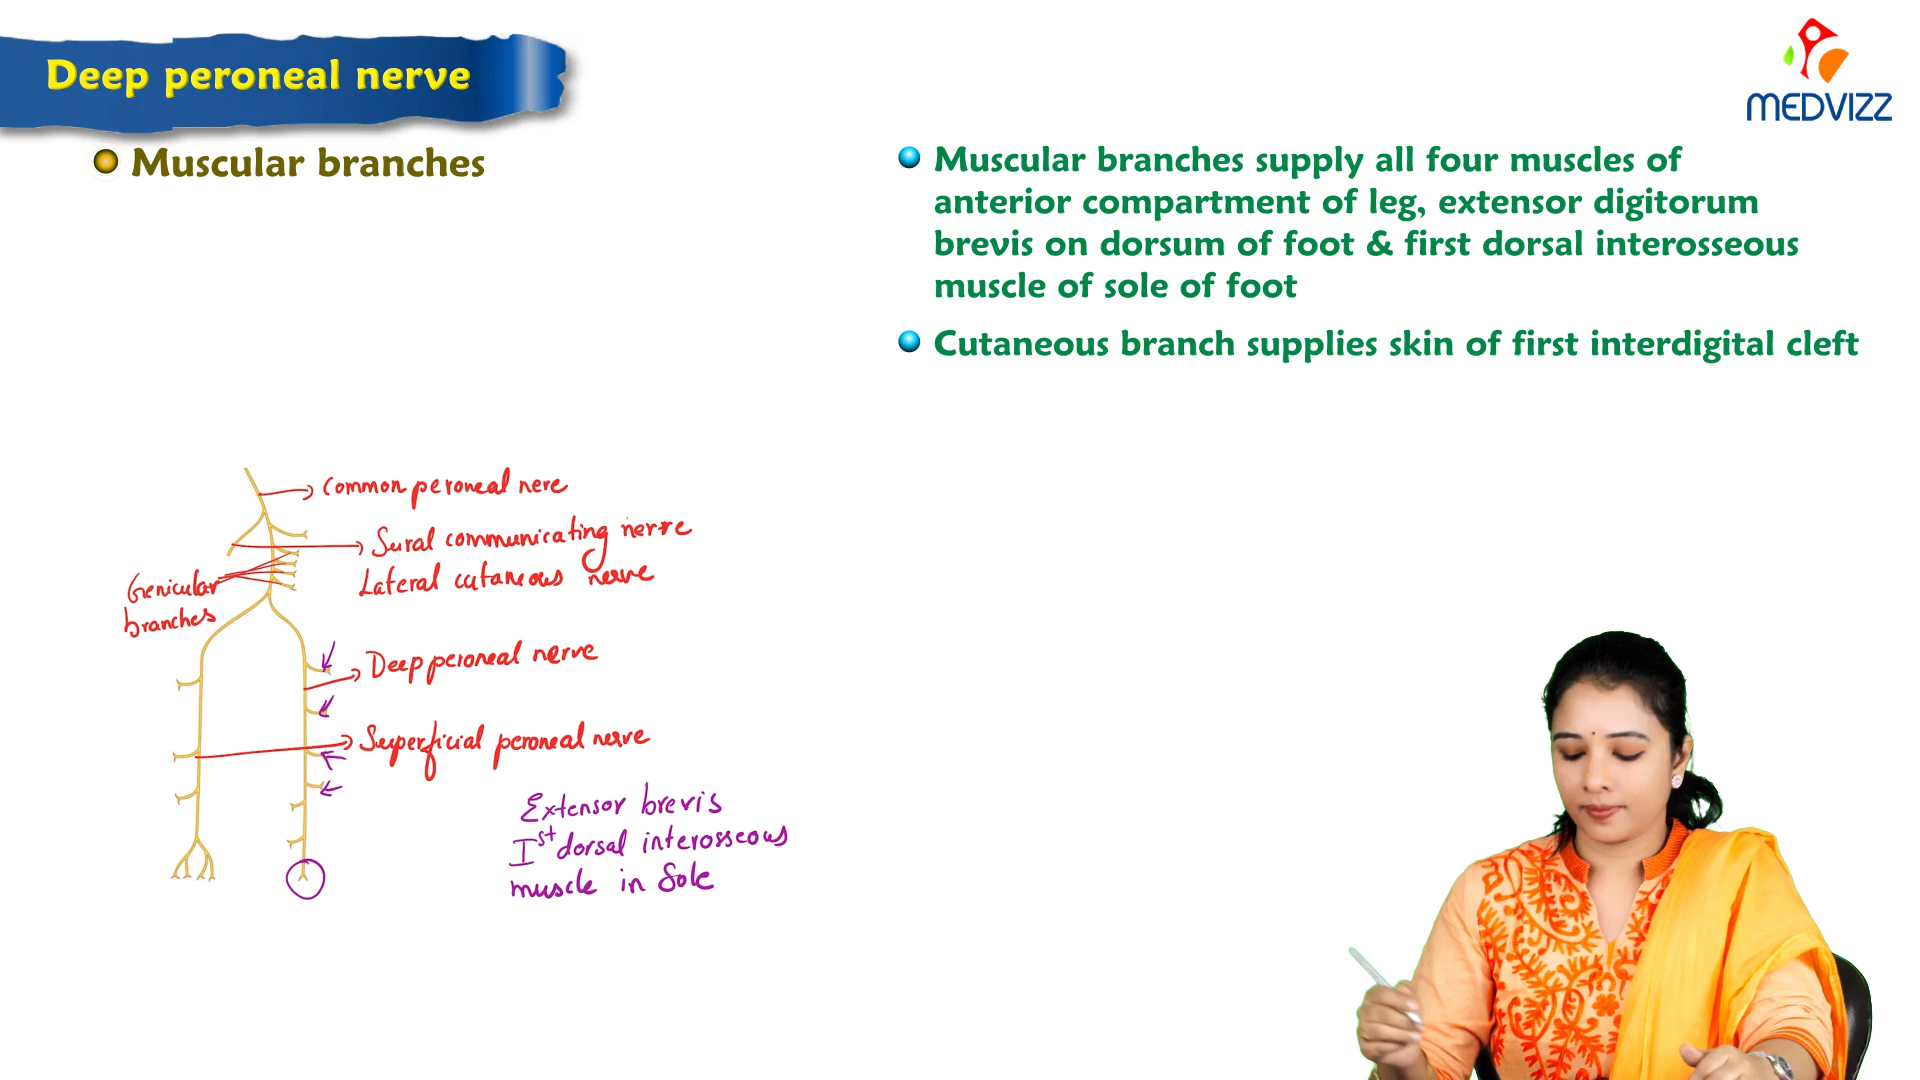 Deep peroneal nerve
MEDVIZZ
Muscular branches
Muscular branches supply all four muscles of
anterior compartment of leg, extensor digitorum
brevis on dorsum of foot & first dorsal interosseous
muscle of sole of foot
Cutaneous branch supplies skin of first interdigital cleft
Common peroneal nere
Sural communicating nerve
Lateral cutaneous nerve
Genicular
branches
Deep peroneal nerve
Superficial peroneal nerve
Extensor brevis
Ist dorsal interosseous
muscle in Sole